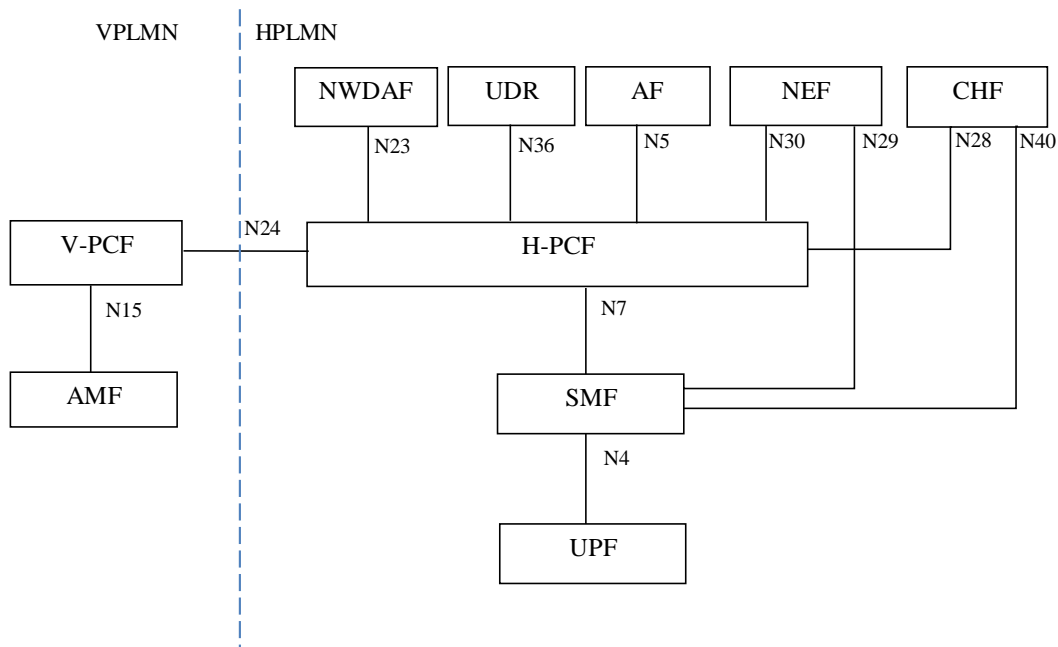 VPLMN
HPLMN
NWDAF
UDR
AF
NEF
CHF
N23
N36
N5
N30
N29
N28
N40
N24
V-PCF
H-PCF
N15
N7
AMF
SMF
N4
UPF